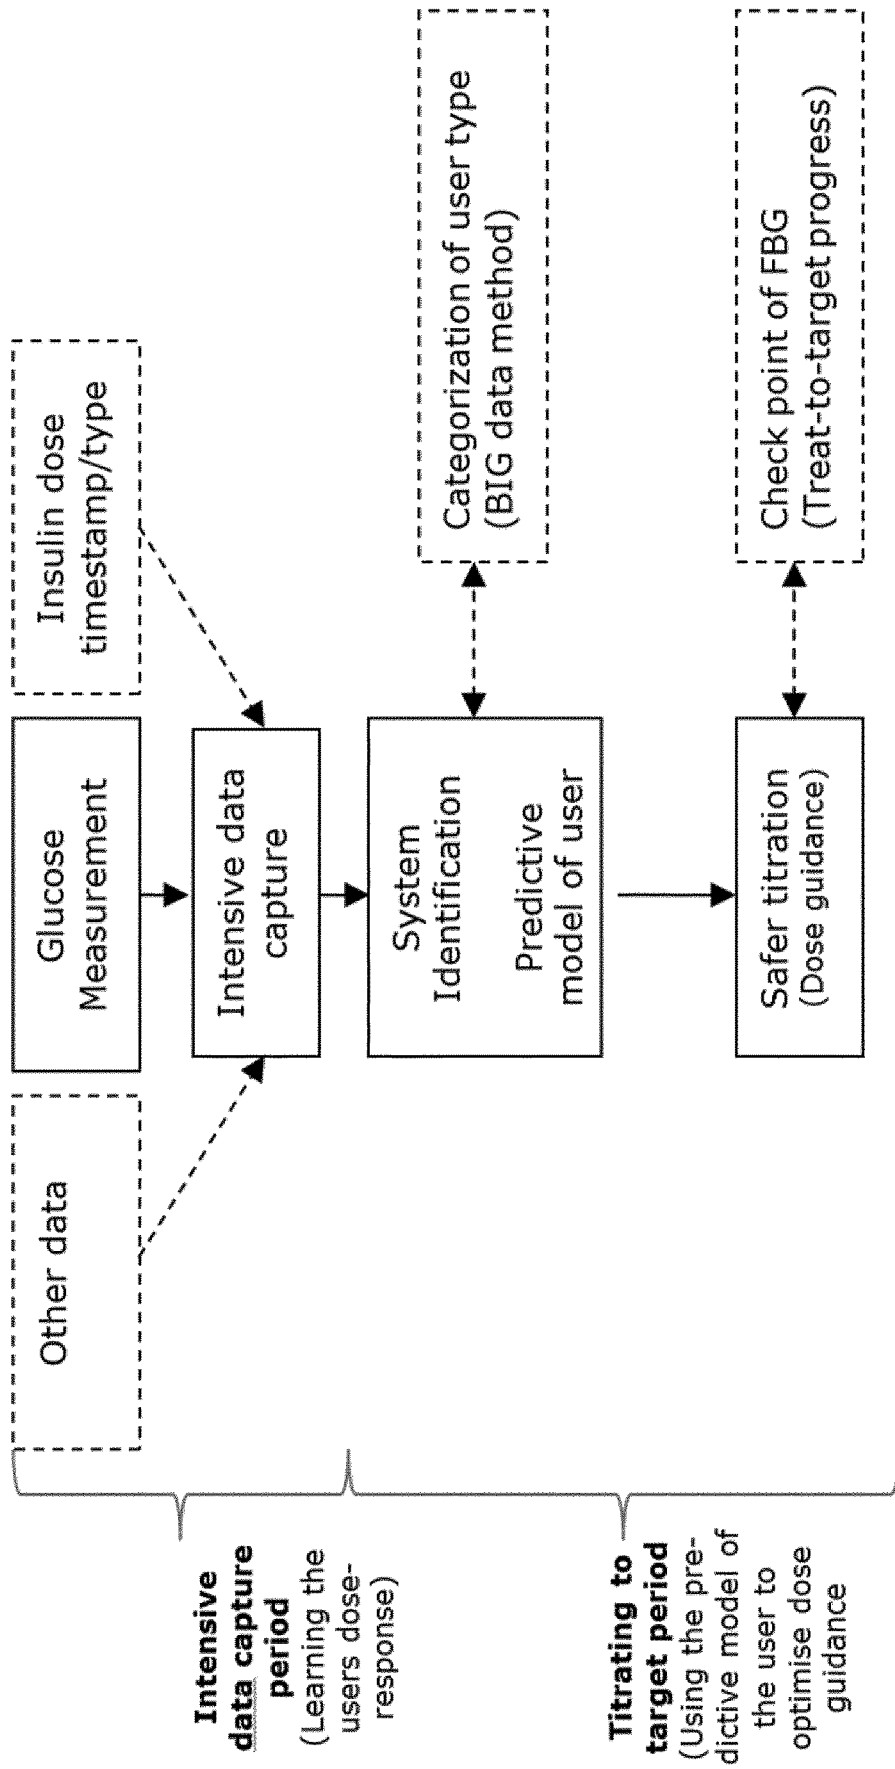 Intensive
data capture
period
(Learning the
users dose-
response)
Other data
Glucose
Measurement
Insulin dose
timestamp/type
Intensive data
capture
Titrating to
target period
(Using the pre-
dictive model of
the user to
optimise dose
guidance
System
Identification
Predictive
model of user
Categorization of user type
(BIG data method)
Safer titration
(Dose guidance)
Check point of FBG
(Treat-to-target progress)